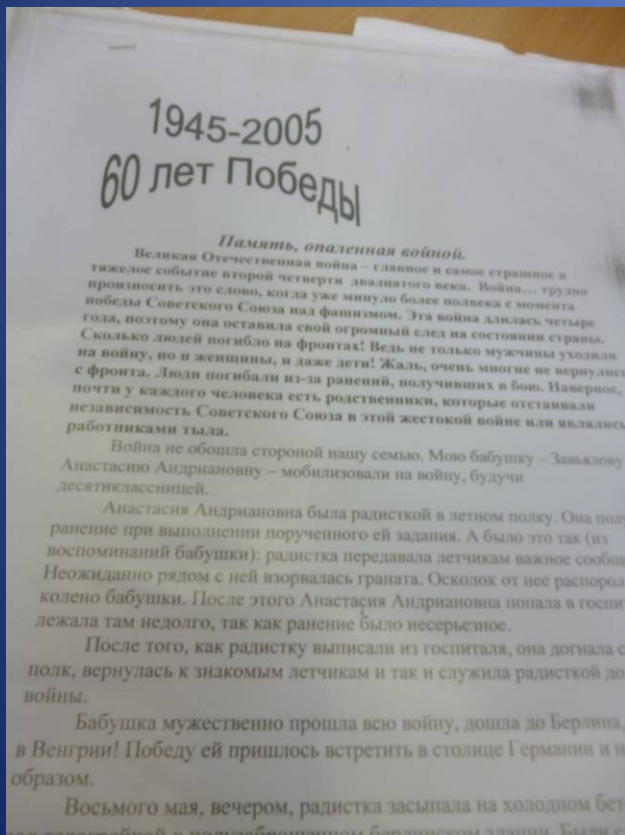 1945-2005
60 лет Победы
Память, опаленная войной.
Великая Отечественная война – главное и самое страшное и
тяжелое событие второй четверти двадцатого века. Война... трудно
произносить это слово, когда уже минуло более полвека с момента
победы Советского Союза над фашизмом. Эта война длилась четыре
года, поэтому она оставила свой огромный след на состоянии страны.
Сколько людей погибло на фронтах! Ведь не только мужчины уходили
на войну, но и женщины, и даже дети! Жаль, очень многие не вернулись
с фронта. Люди погибали из-за ранений, получивших в бою. Наверное,
почти у каждого человека есть родственники, которые отстаивали
независимость Советского Союза в этой жестокой войне или являлись
работниками тыла.
Война не обошла стороной нашу семью. Мою бабушку – Завьялову
Анастасию Андриановну – мобилизовали на войну, будучи
десятиклассницей.
Анастасия Андриановна была радисткой в летном полку. Она полу
ранение при выполнении порученного ей задания. А было это так (из
воспоминаний бабушки): радистка передавала летчикам важное сообще
Неожиданно рядом с ней взорвалась граната. Осколок от нее распорол
колено бабушки. После этого Анастасия Андриановна попала в госпит
лежала там недолго, так как ранение было несерьезное.
После того, как радистку выписали из госпиталя, она догнала с
полк, вернулась к знакомым летчикам и так и служила радисткой до
войны.
Бабушка мужественно прошла всю войну, дошла до Берлина,
в Венгрии! Победу ей пришлось встретить в столице Германии и н
образом.
Восьмого мая, вечером, радистка засыпала на холодном бет
в полузаброшенном берлинском здании. Были